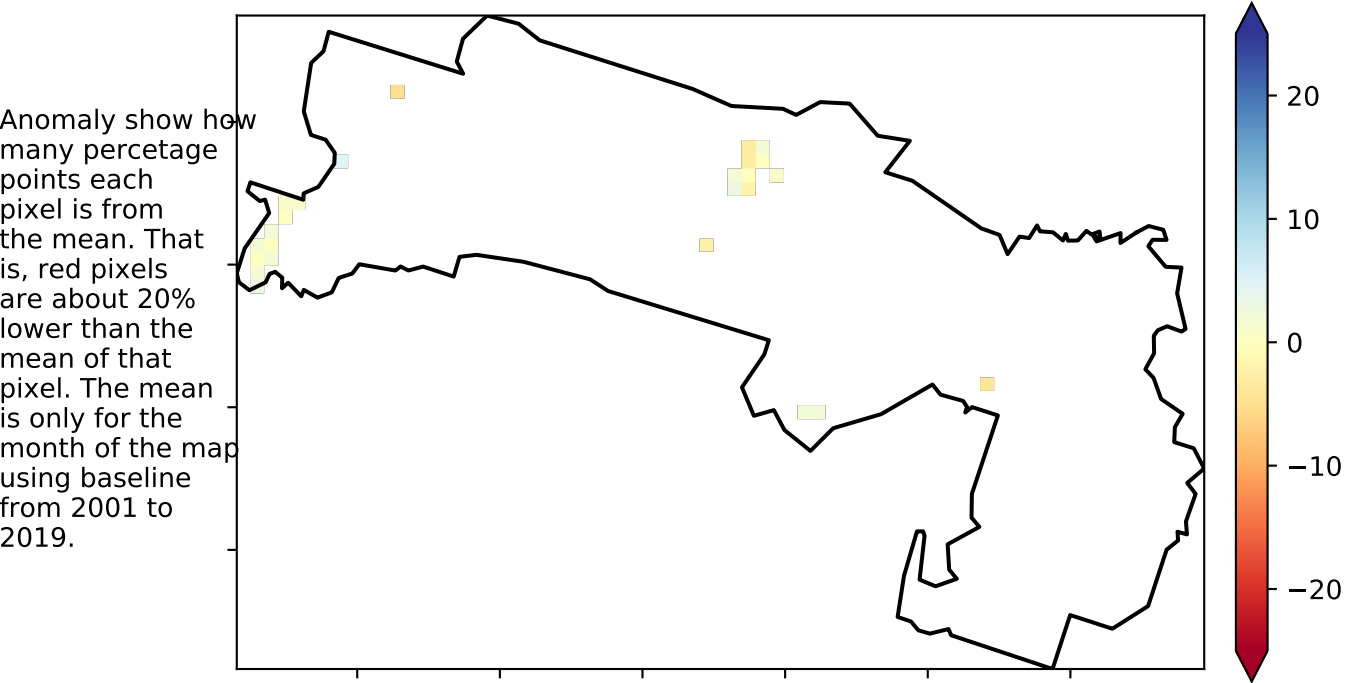 Anomaly show how
many percetage
points each
pixel is from
the mean. That
is, red pixels
are about 20%
lower than the
mean of that
pixel. The mean
is only for the
month of the map
using baseline
from 2001 to
2019.
20
10
0
−10
−20